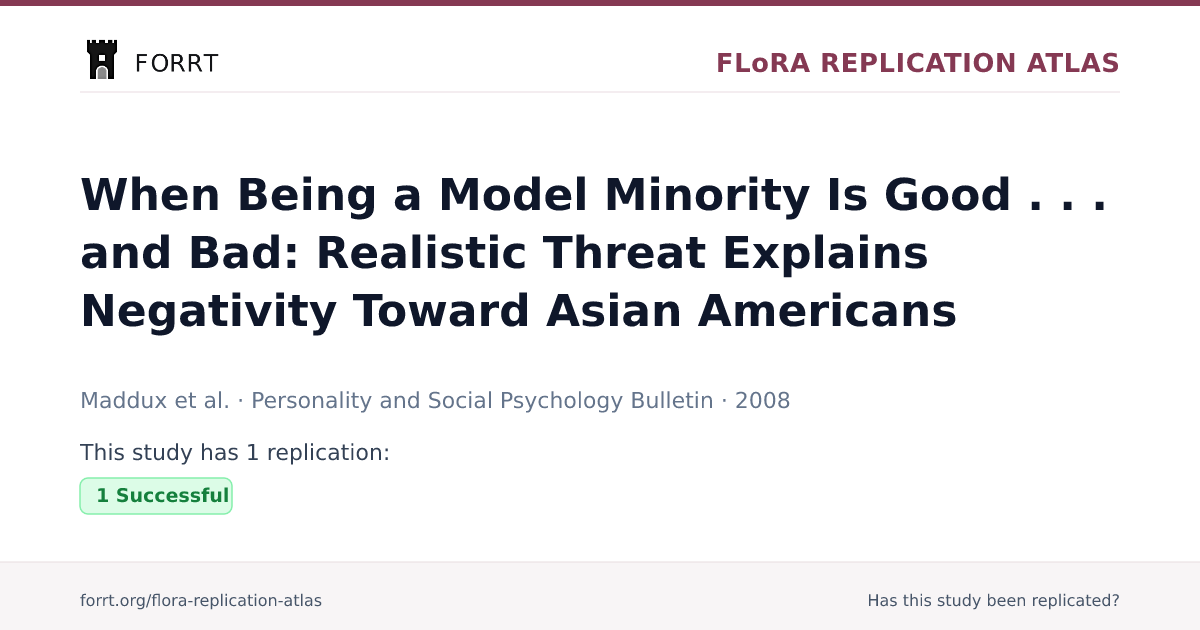 FORRT
FLoRA REPLICATION ATLAS
When Being a Model Minority Is Good . . .
and Bad: Realistic Threat Explains
Negativity Toward Asian Americans
Maddux et al. · Personality and Social Psychology Bulletin · 2008
This study has 1 replication:
1 Successful
forrt.org/flora-replication-atlas
Has this study been replicated?